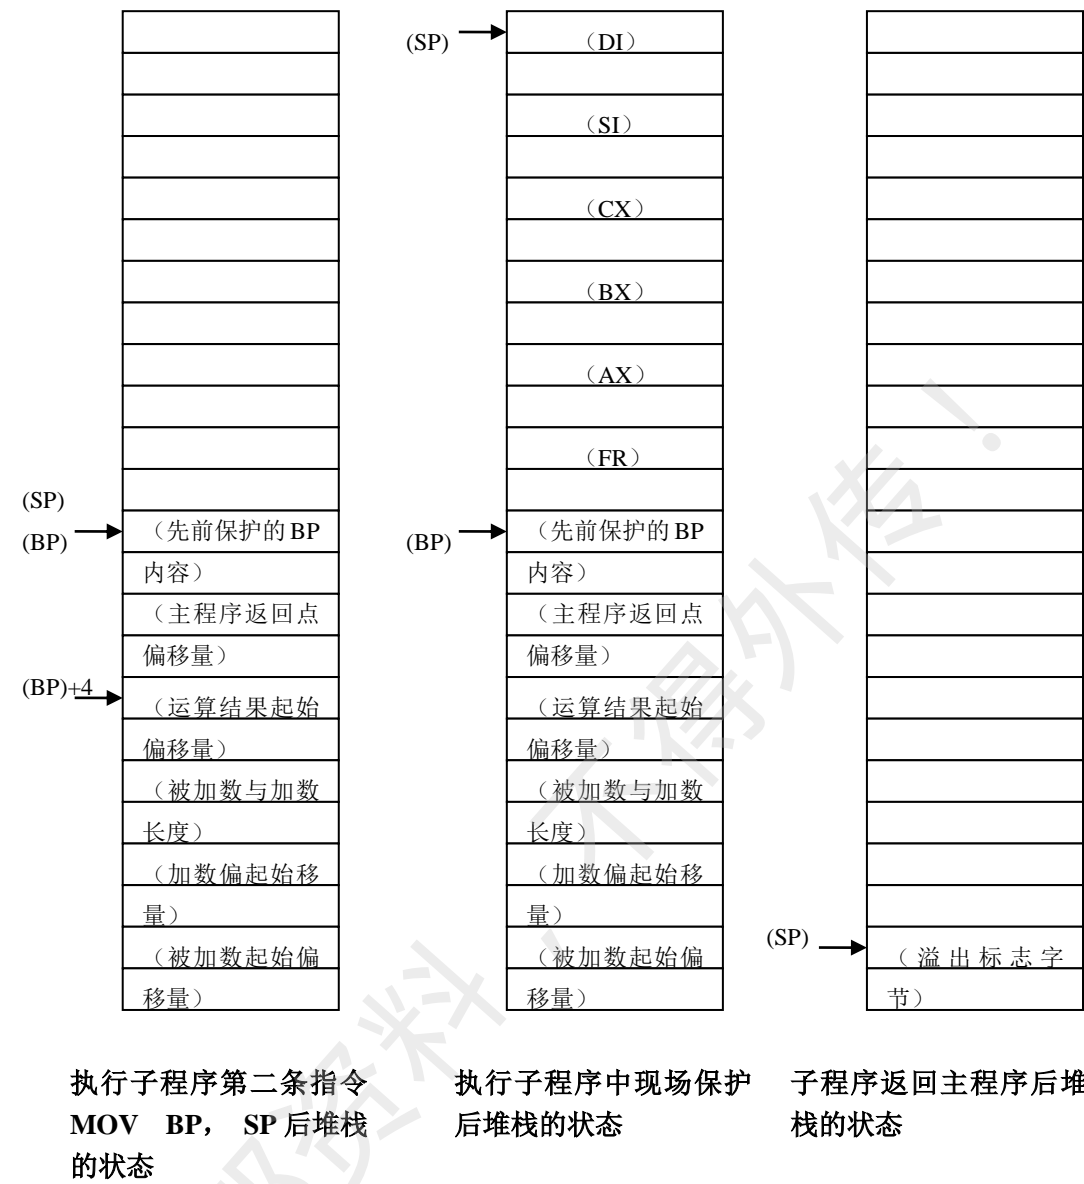 (SP)
(BP)
(BP)+4
（先前保护的BP
内容）
（主程序返回点
偏移量）
（运算结果起始
偏移量）
（被加数与加数
长度）
（加数偏起始移
量）
（被加数起始偏
移量）
执行子程序第二条指令
MOV BP， SP后堆栈
的状态
(SP)
（DI）
（SI）
（CX）
（BX）
（AX）
（FR）
(BP)
（先前保护的BP
内容）
（主程序返回点
偏移量）
（运算结果起始
偏移量）
（被加数与加数
长度）
（加数偏起始移
量）
（被加数起始偏
移量）
执行子程序中现场保护
后堆栈的状态
(SP)
（溢出标志字
节）
子程序返回主程序后堆
栈的状态
部资料，不得外传！